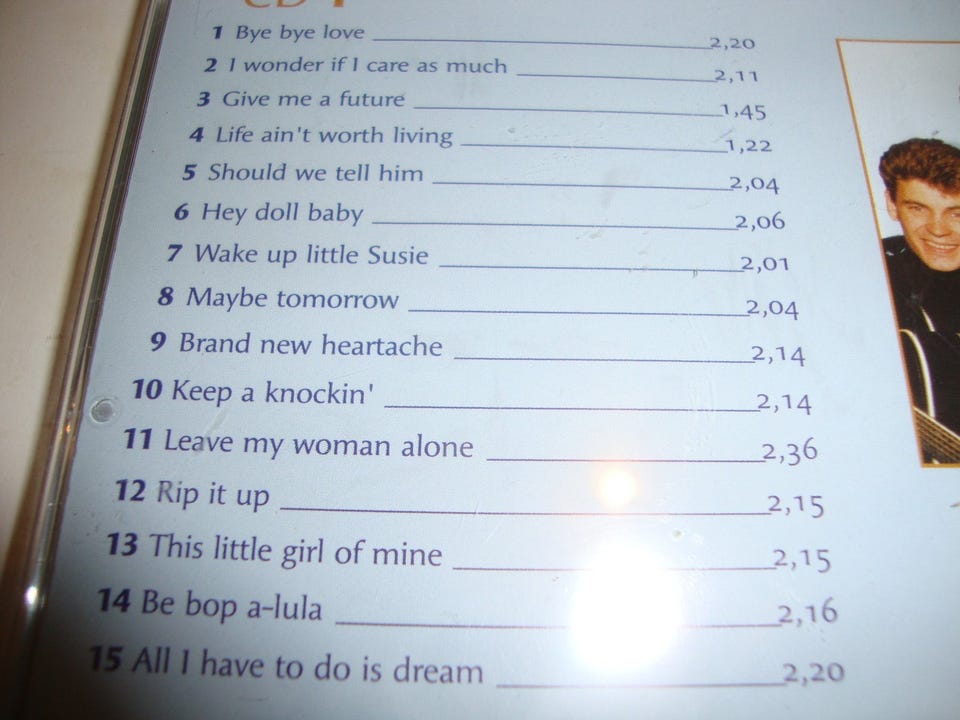 CD 1
1 Bye bye love 2,20
2 I wonder if I care as much 2,11
3 Give me a future 1,45
4 Life ain't worth living 1,22
5 Should we tell him 2,04
6 Hey doll baby 2,06
7 Wake up little Susie 2,01
8 Maybe tomorrow 2,04
9 Brand new heartache 2,14
10 Keep a knockin' 2,14
11 Leave my woman alone 2,36
12 Rip it up 2,15
13 This little girl of mine 2,15
14 Be bop a-lula 2,16
15 All I have to do is dream 2,20